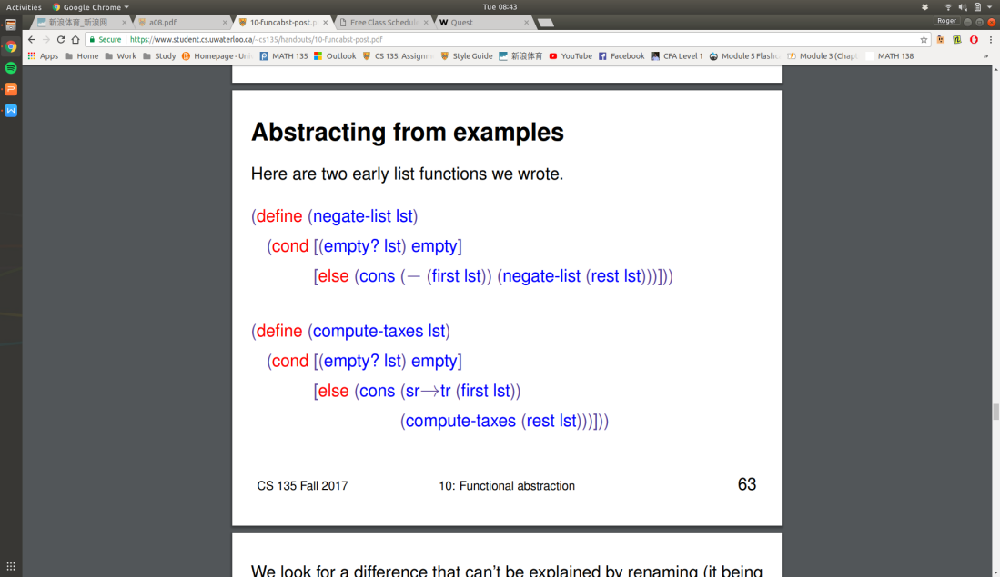 Activities Google Chrome Tue 08:43
新浪体育_新浪网 a08.pdf 10-funcabst-post.p Free Class Schedul Quest Roger
Secure https://www.student.cs.uwaterloo.ca/~cs135/handouts/10-funcabst-post.pdf
Apps Home Work Study Homepage - Uni MATH 135 Outlook CS 135: Assignm Style Guide 新浪体育 YouTube Facebook CFA Level 1 Module 5 Flashc Module 3 (Chapt MATH 138 »
Abstracting from examples
Here are two early list functions we wrote.
(define (negate-list lst)
(cond [(empty? lst) empty]
[else (cons (− (first lst)) (negate-list (rest lst)))]))
(define (compute-taxes lst)
(cond [(empty? lst) empty]
[else (cons (sr→tr (first lst))
(compute-taxes (rest lst)))]))
CS 135 Fall 2017 10: Functional abstraction 63
We look for a difference that can't be explained by renaming (it being